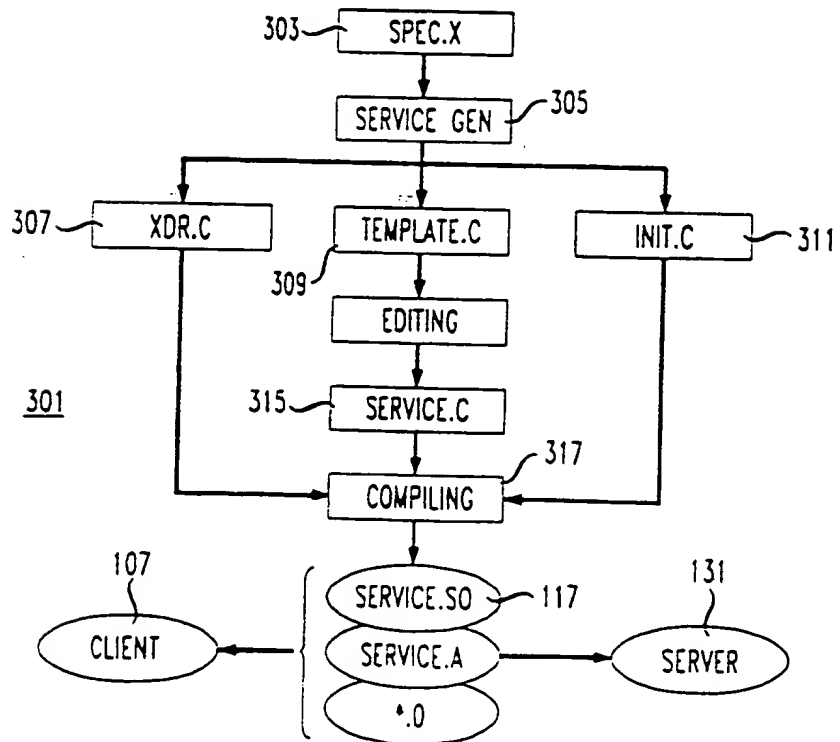 303
SPEC.X
SERVICE GEN
305
307
XDR.C
TEMPLATE.C
309
INIT.C
311
EDITING
301
315
SERVICE.C
317
COMPILING
107
CLIENT
SERVICE.SO
117
SERVICE.A
*.O
131
SERVER